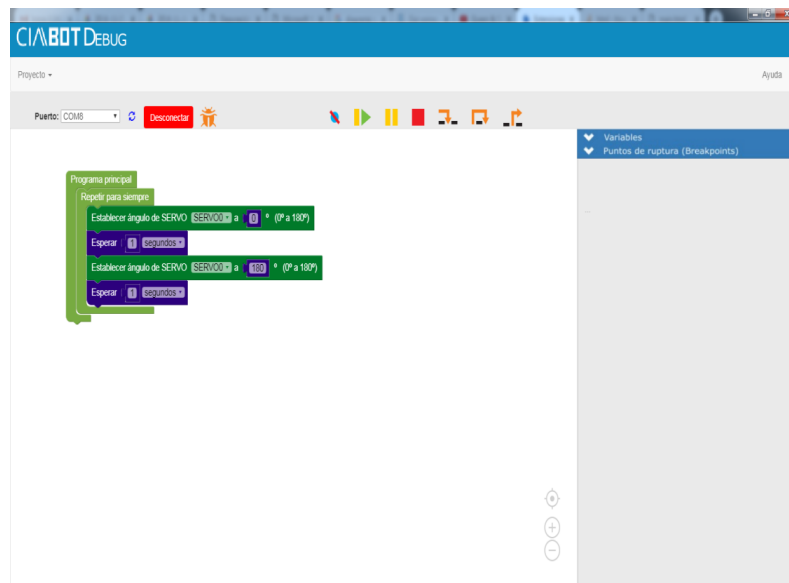 CIABOT DEBUG
Proyecto
Ayuda
Puerto: COM8 Desconectar
Variables
Puntos de ruptura (Breakpoints)
Programa principal
Repetir para siempre
Establecer ángulo de SERVO SERVO0 a 0 º (0º a 180º)
Esperar 1 segundos
Establecer ángulo de SERVO SERVO0 a 180 º (0º a 180º)
Esperar 1 segundos